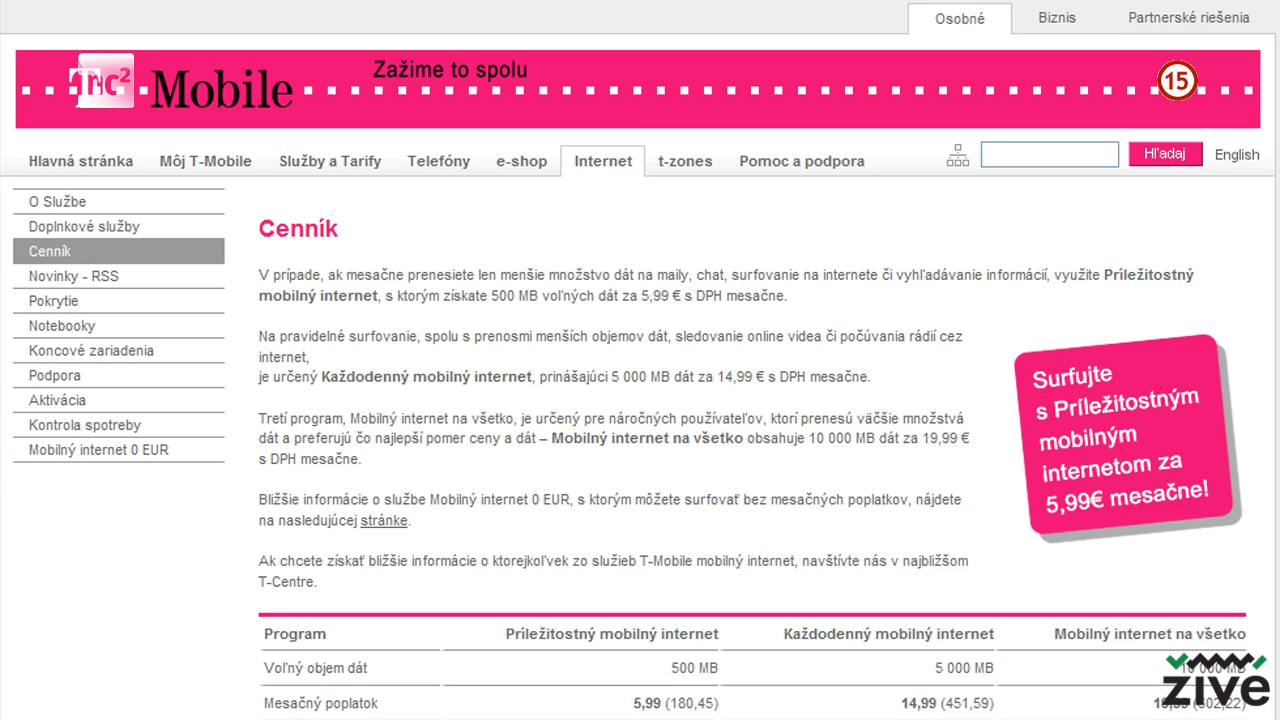 Osobné Biznis Partnerské riešenia
Mobile Zažime to spolu 15
Hlavná stránka Môj T-Mobile Služby a Tarify Telefóny e-shop Internet t-zones Pomoc a podpora Hľadaj English
O Službe
Doplnkové služby
Cenník
Novinky - RSS
Pokrytie
Notebooky
Koncové zariadenia
Podpora
Aktivácia
Kontrola spotreby
Mobilný internet 0 EUR
Cenník
V prípade, ak mesačne prenesiete len menšie množstvo dát na maily, chat, surfovanie na internete či vyhľadávanie informácií, využite Príležitostný
mobilný internet, s ktorým získate 500 MB voľných dát za 5,99 € s DPH mesačne.
Na pravidelné surfovanie, spolu s prenosmi menších objemov dát, sledovanie online videa či počúvania rádií cez
internet,
je určený Každodenný mobilný internet, prinášajúci 5 000 MB dát za 14,99 € s DPH mesačne.
Tretí program, Mobilný internet na všetko, je určený pre náročných používateľov, ktorí prenesú väčšie množstvá
dát a preferujú čo najlepší pomer ceny a dát – Mobilný internet na všetko obsahuje 10 000 MB dát za 19,99 €
s DPH mesačne.
Bližšie informácie o službe Mobilný internet 0 EUR, s ktorým môžete surfovať bez mesačných poplatkov, nájdete
na nasledujúcej stránke.
Ak chcete získať bližšie informácie o ktorejkoľvek zo služieb T-Mobile mobilný internet, navštívte nás v najbližšom
T-Centre.
Surfujte
s Príležitostným
mobilným
internetom za
5,99€ mesačne!
Program Príležitostný mobilný internet Každodenný mobilný internet Mobilný internet na všetko
Voľný objem dát 500 MB 5 000 MB
Mesačný poplatok 5,99 (180,45) 14,99 (451,59)
živé